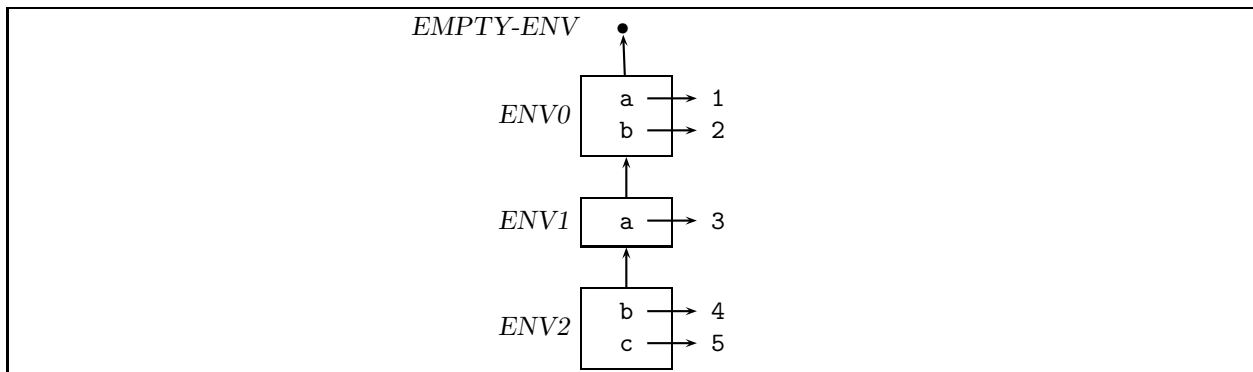 EMPTY-ENV
ENV0
a 1
b 2
ENV1
a 3
ENV2
b 4
c 5